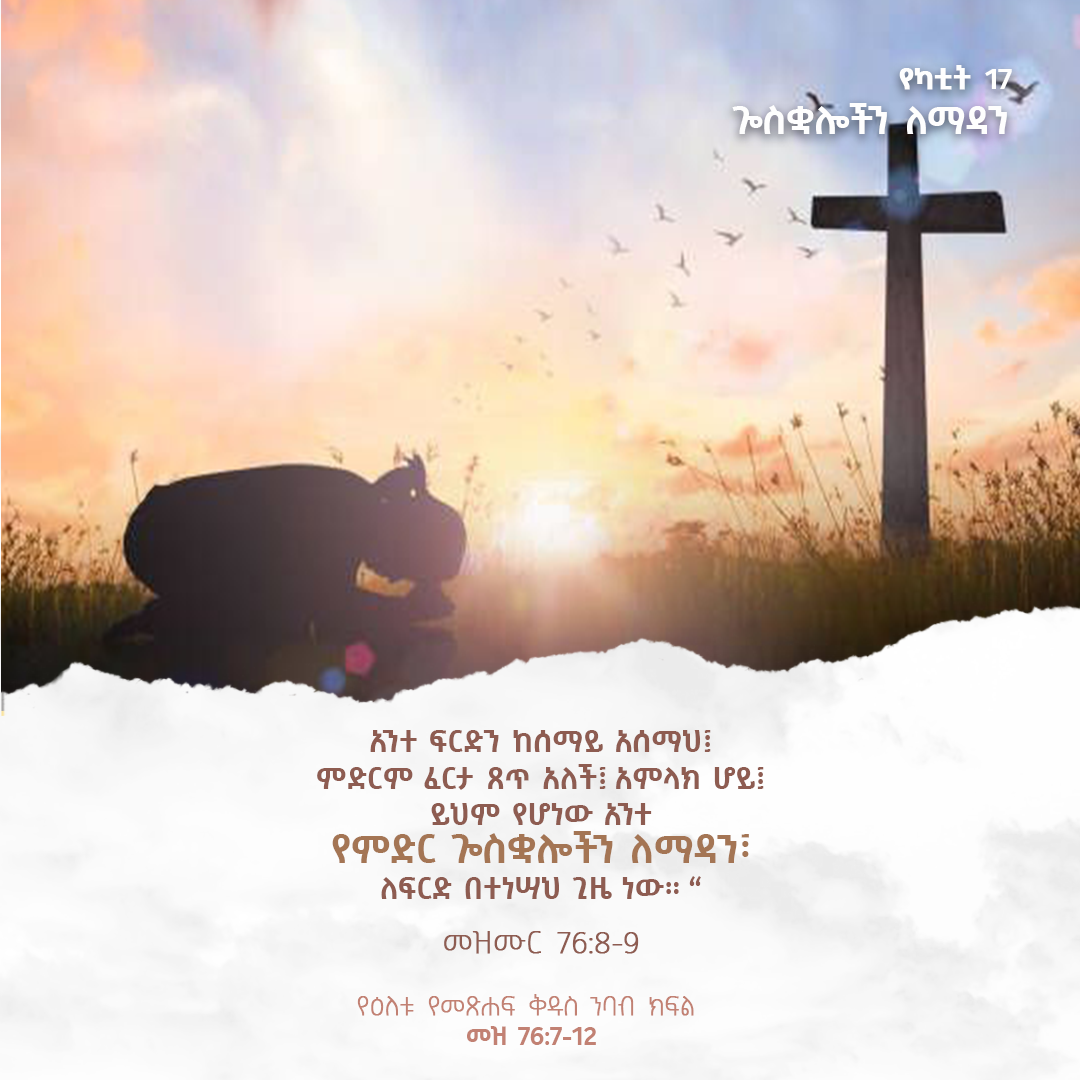 የካቲት 17
ጐስቋሎችን ለማዳን
አንተ ፍርድን ከሰማይ አሰማህ፤
ምድርም ፈርታ ጸጥ አለች፤ አምላክ ሆይ፤
ይህም የሆነው አንተ
የምድር ጐስቋሎችን ለማዳን፣
ለፍርድ በተነሣህ ጊዜ ነው። “
መዝሙር 76:8-9
የዕለቱ የመጽሐፍ ቅዱስ ንባብ ክፍል
መዝ 76:7-12